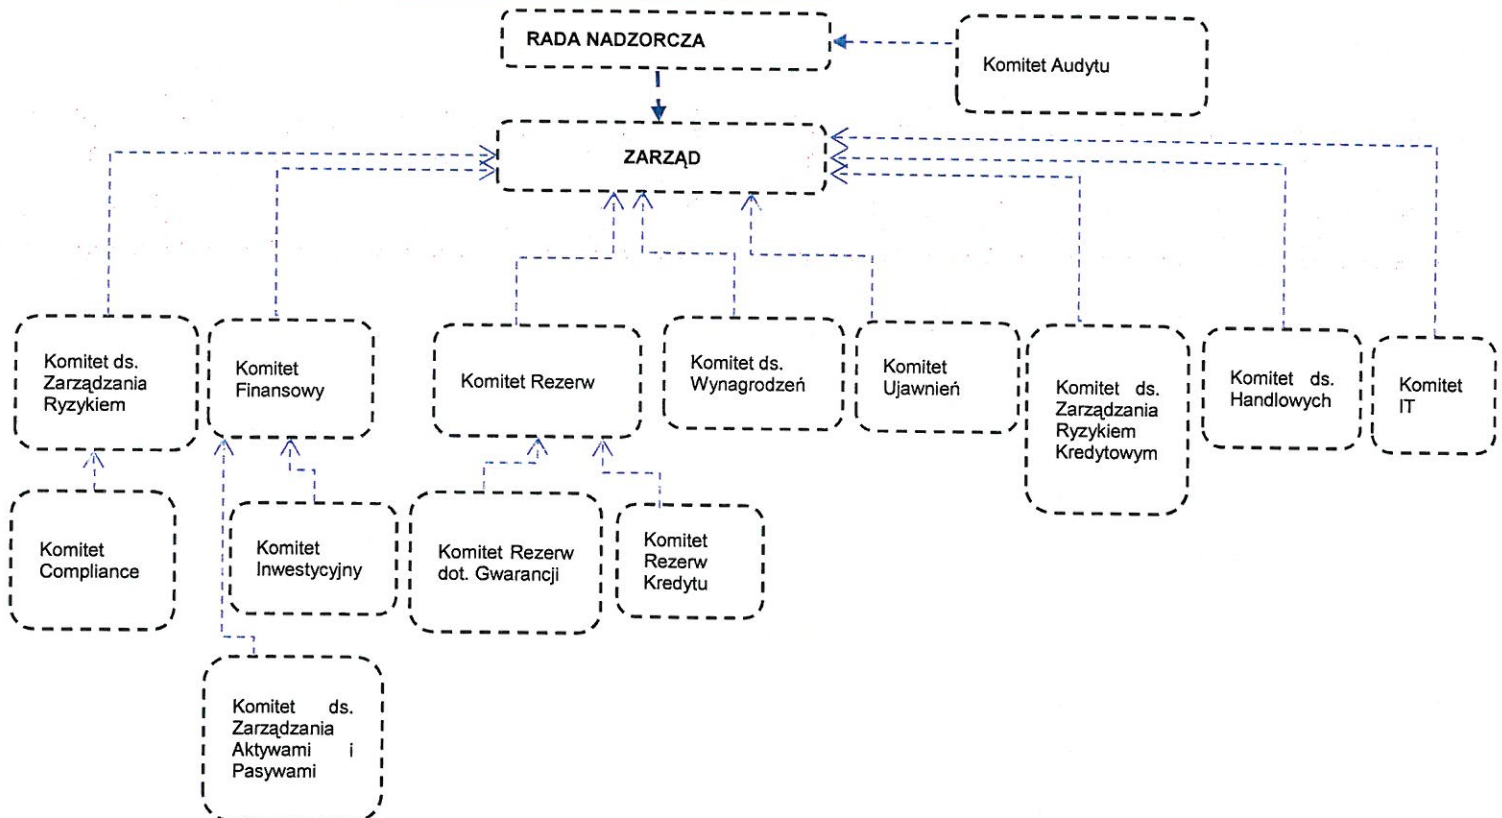 RADA NADZORCZA
Komitet Audytu
ZARZĄD
Komitet ds.
Zarządzania
Ryzykiem
Komitet
Finansowy
Komitet Rezerw
Komitet ds.
Wynagrodzeń
Komitet
Ujawnień
Komitet ds.
Zarządzania
Ryzykiem
Kredytowym
Komitet ds.
Handlowych
Komitet
IT
Komitet
Compliance
Komitet
Inwestycyjny
Komitet Rezerw
dot. Gwarancji
Komitet
Rezerw
Kredytu
Komitet ds.
Zarządzania
Aktywami i
Pasywami